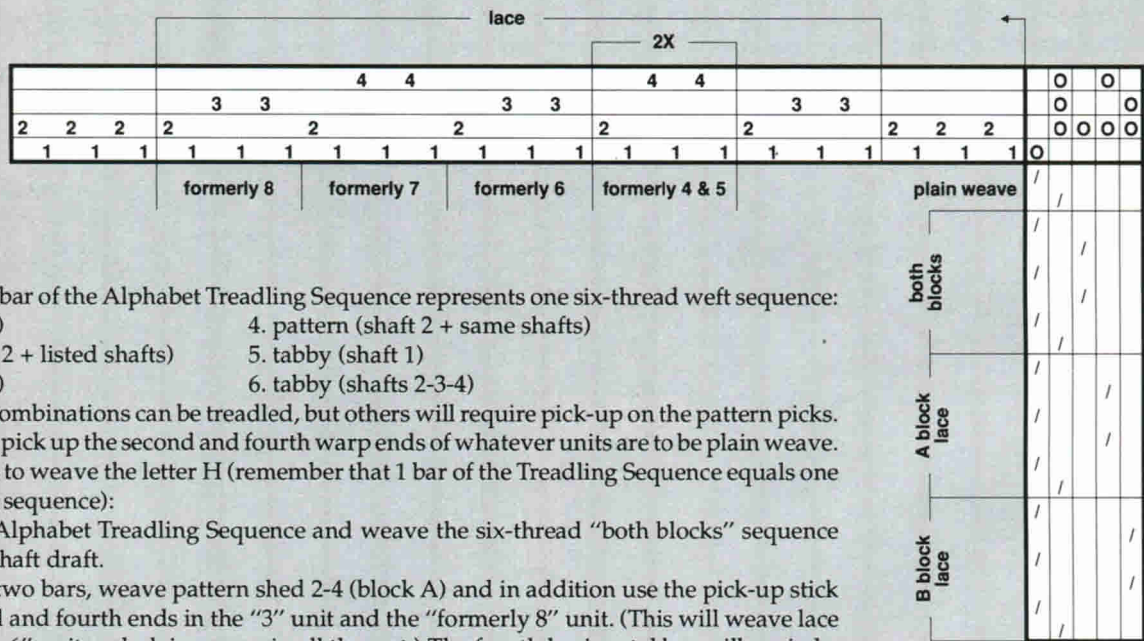 lace
2X
4 4 4 4 O O
3 3 3 3 3 3 O O
2 2 2 2 2 2 2 2 2 2 2 O O O O
1 1 1 1 1 1 1 1 1 1 1 1 1 1 1 1 1 1 1 1 1 O
formerly 8 formerly 7 formerly 6 formerly 4 & 5 plain weave
both blocks
A block lace
B block lace
bar of the Alphabet Treadling Sequence represents one six-thread weft sequence:
) 4. pattern (shaft 2 + same shafts)
2 + listed shafts) 5. tabby (shaft 1)
) 6. tabby (shafts 2-3-4)
ombinations can be treadled, but others will require pick-up on the pattern picks.
pick up the second and fourth warp ends of whatever units are to be plain weave.
to weave the letter H (remember that 1 bar of the Treadling Sequence equals one
sequence):
Alphabet Treadling Sequence and weave the six-thread "both blocks" sequence
haft draft.
two bars, weave pattern shed 2-4 (block A) and in addition use the pick-up stick
and fourth ends in the "3" unit and the "formerly 8" unit. (This will weave lace